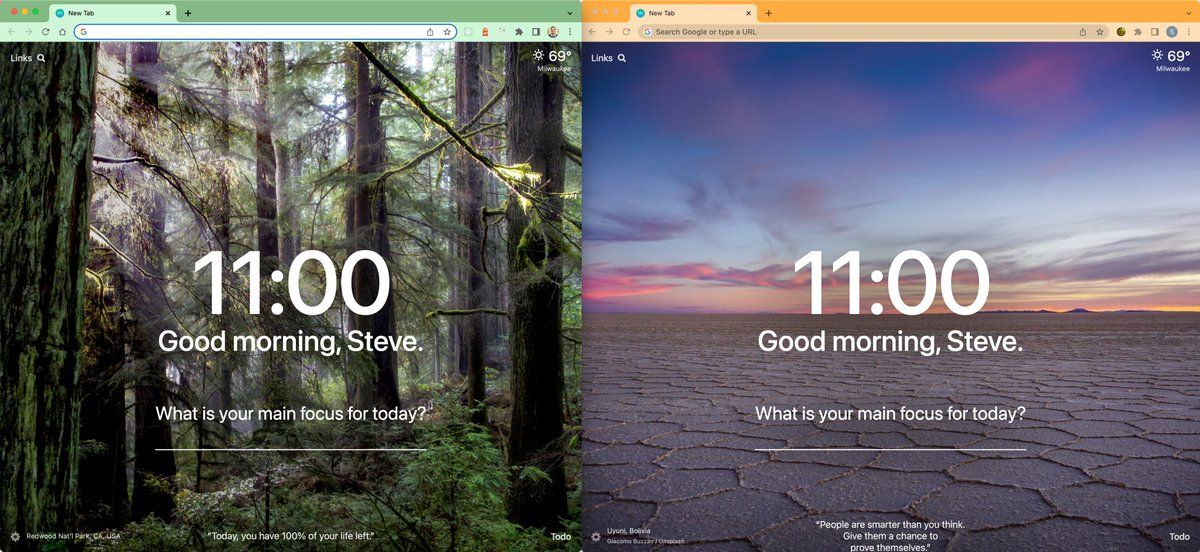 New Tab
Links
69°
Milwaukee
11:00
Good morning, Steve.
What is your main focus for today?
Redwood Nat'l Park, CA, USA
"Today, you have 100% of your life left."
Todo
New Tab
Search Google or type a URL
S
Links
69°
Milwaukee
11:00
Good morning, Steve.
What is your main focus for today?
Uyuni, Bolivia
Giacomo Buzzao / Unsplash
"People are smarter than you think.
Give them a chance to
prove themselves."
Todo